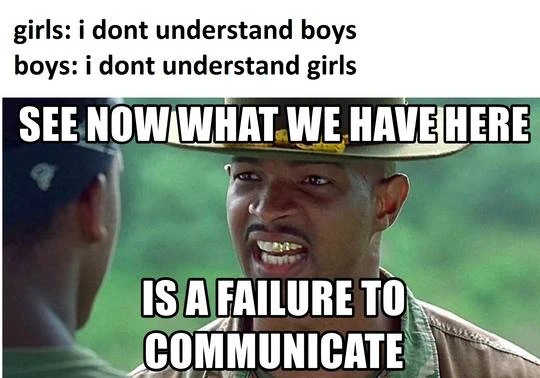 girls: i dont understand boys
boys: i dont understand girls
SEE NOW WHAT WE HAVE HERE
IS A FAILURE TO
COMMUNICATE